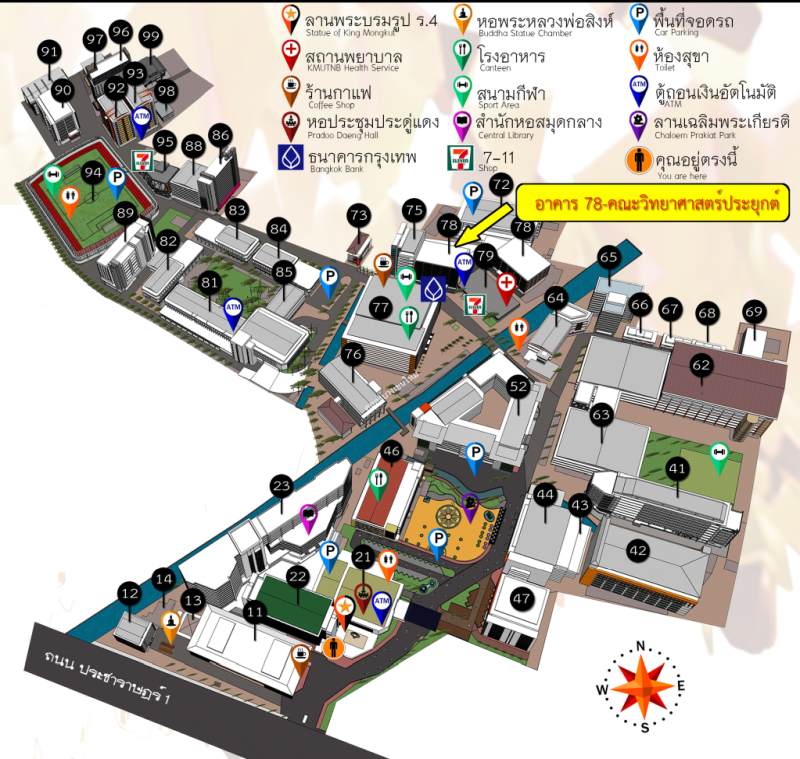 ลานพระบรมรูป ร.4
Statue of King Mongkut
หอพระหลวงพ่อสิงห์
Buddha Statue Chamber
P
พื้นที่จอดรถ
Car Parking
สถานพยาบาล
KMUTNB Health Service
โรงอาหาร
Canteen
ห้องสุขา
Toilet
ร้านกาแฟ
Coffee Shop
สนามกีฬา
Sport Area
ATM
ตู้ถอนเงินอัตโนมัติ
ATM
หอประชุมประดู่แดง
Pradoo Daeng Hall
สำนักหอสมุดกลาง
Central Library
ลานเฉลิมพระเกียรติ
Chaloem Prakiat Park
ธนาคารกรุงเทพ
Bangkok Bank
7
ELEVEN
7-11
Shop
คุณอยู่ตรงนี้
You are here
อาคาร 78-คณะวิทยาศาสตร์ประยุกต์
91
97
96
99
90
92
93
98
ATM
95
7
ELEVEN
88
86
94
P
89
83
84
82
81
85
ATM
P
73
75
78
P
72
78
79
ATM
7
ELEVEN
77
76
64
65
66
67
68
69
62
52
63
P
46
23
41
44
43
42
47
P
P
21
22
ATM
12
14
13
11
ถนน ประชาราษฎร์ 1
N
W
E
S